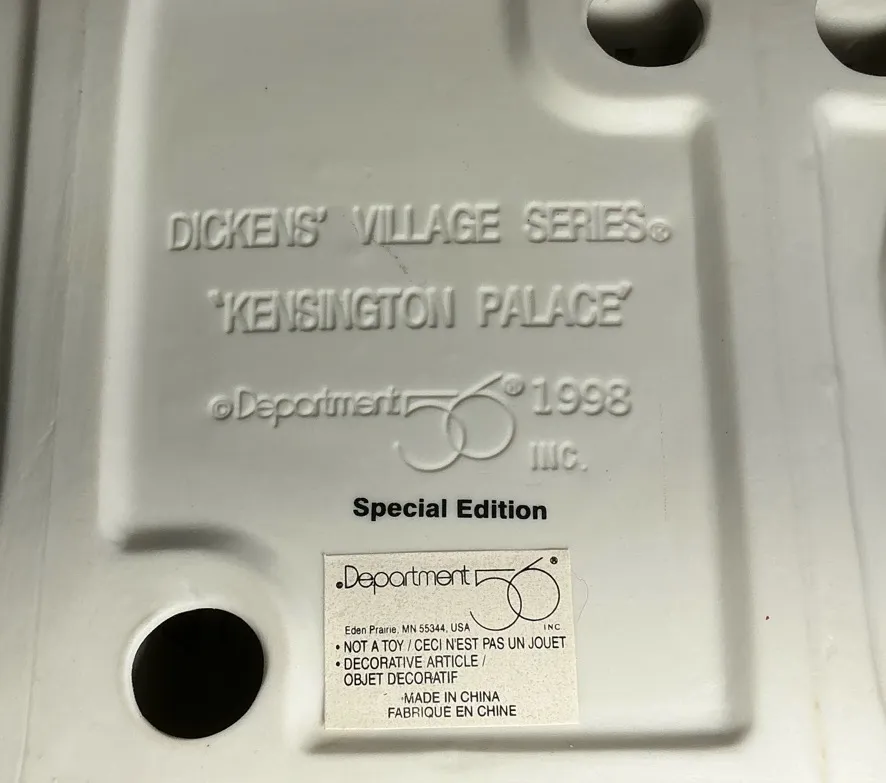 DICKENS' VILLAGE SERIES®
"KENSINGTON PALACE"
©Department 56® 1998
INC.
Special Edition
Department 56®
INC
Eden Prairie, MN 55344, USA
• NOT A TOY / CECI N'EST PAS UN JOUET
• DECORATIVE ARTICLE /
OBJET DECORATIF
MADE IN CHINA
FABRIQUE EN CHINE